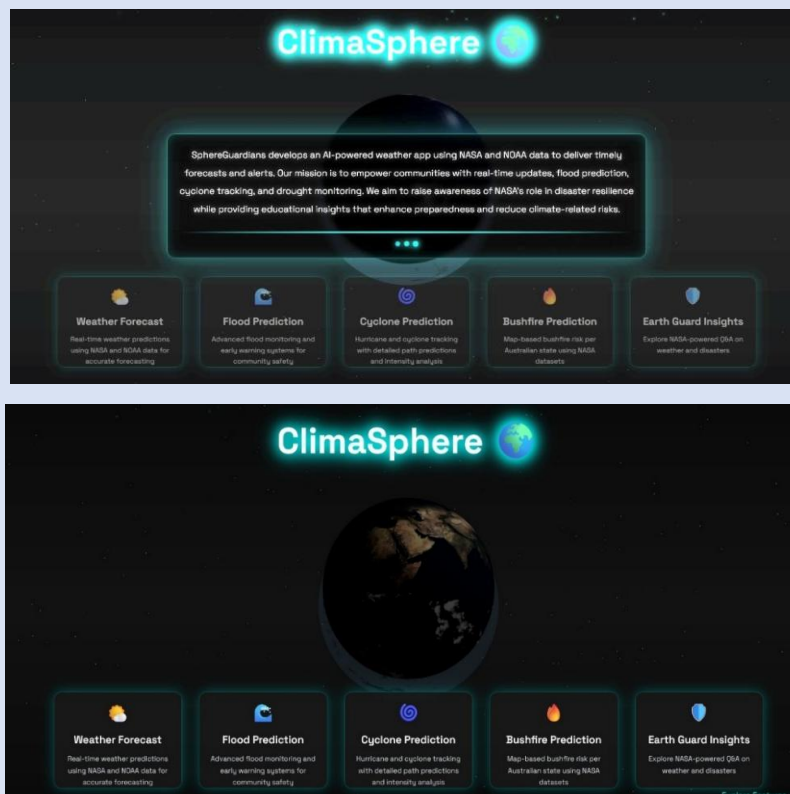 ClimaSphere
SphereGuardians develops an AI-powered weather app using NASA and NOAA data to deliver timely
forecasts and alerts. Our mission is to empower communities with real-time updates, flood prediction,
cyclone tracking, and drought monitoring. We aim to raise awareness of NASA's role in disaster resilience
while providing educational insights that enhance preparedness and reduce climate-related risks.
Weather Forecast
Real-time weather predictions
using NASA and NOAA data for
accurate forecasting
Flood Prediction
Advanced flood monitoring and
early warning systems for
community safety
Cyclone Prediction
Hurricane and cyclone tracking
with detailed path predictions
and intensity analysis
Bushfire Prediction
Map-based bushfire risk per
Australian state using NASA
datasets
Earth Guard Insights
Explore NASA-powered Q&A on
weather and disasters
ClimaSphere
Weather Forecast
Real-time weather predictions
using NASA and NOAA data for
accurate forecasting
Flood Prediction
Advanced flood monitoring and
early warning systems for
community safety
Cyclone Prediction
Hurricane and cyclone tracking
with detailed path predictions
and intensity analysis
Bushfire Prediction
Map-based bushfire risk per
Australian state using NASA
datasets
Earth Guard Insights
Explore NASA-powered Q&A on
weather and disasters